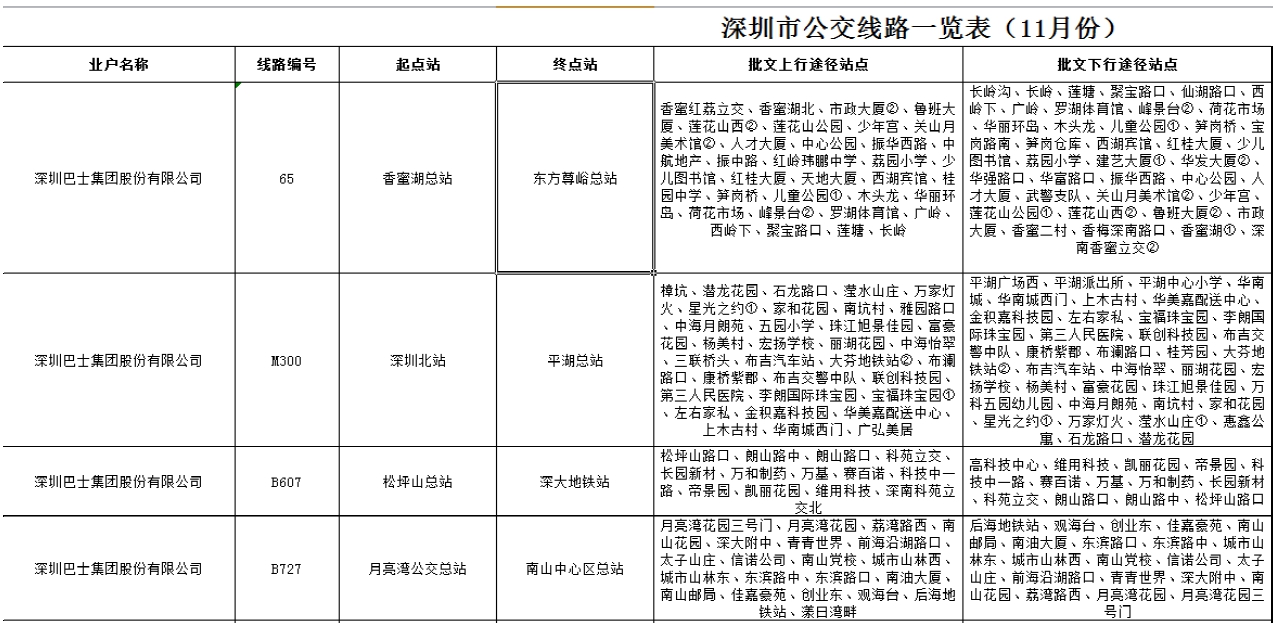 深圳市公交线路一览表（11月份）
业户名称
线路编号
起点站
终点站
批文上行途径站点
批文下行途径站点
深圳巴士集团股份有限公司
65
香蜜湖总站
东方尊峪总站
香蜜红荔立交、香蜜湖北、市政大厦②、鲁班大
厦、莲花山西②、莲花山公园、少年宫、关山月
美术馆②、人才大厦、中心公园、振华西路、中
航地产、振中路、红岭玮鹏中学、荔园小学、少
儿图书馆、红桂大厦、天地大厦、西湖宾馆、桂
园中学、笋岗桥、儿童公园①、木头龙、华丽环
岛、荷花市场、峰景台②、罗湖体育馆、广岭、
西岭下、聚宝路口、莲塘、长岭
长岭沟、长岭、莲塘、聚宝路口、仙湖路口、西
岭下、广岭、罗湖体育馆、峰景台②、荷花市场
、华丽环岛、木头龙、儿童公园①、笋岗桥、宝
岗路南、笋岗仓库、西湖宾馆、红桂大厦、少儿
图书馆、荔园小学、建艺大厦①、华发大厦②、
华强路口、华富路口、振华西路、中心公园、人
才大厦、武警支队、关山月美术馆②、少年宫、
莲花山公园①、莲花山西②、鲁班大厦②、市政
大厦、香蜜二村、香梅深南路口、香蜜湖①、深
南香蜜立交②
深圳巴士集团股份有限公司
M300
深圳北站
平湖总站
樟坑、潜龙花园、石龙路口、滢水山庄、万家灯
火、星光之约①、家和花园、南坑村、雅园路口
、中海月朗苑、五园小学、珠江旭景佳园、富豪
花园、杨美村、宏扬学校、丽湖花园、中海怡翠
、三联桥头、布吉汽车站、大芬地铁站②、布澜
路口、康桥紫郡、布吉交警中队、联创科技园、
第三人民医院、李朗国际珠宝园、宝福珠宝园①
、左右家私、金积嘉科技园、华美嘉配送中心、
上木古村、华南城西门、广弘美居
平湖广场西、平湖派出所、平湖中心小学、华南
城、华南城西门、上木古村、华美嘉配送中心、
金积嘉科技园、左右家私、宝福珠宝园、李朗国
际珠宝园、第三人民医院、联创科技园、布吉交
警中队、康桥紫郡、布澜路口、桂芳园、大芬地
铁站②、布吉汽车站、中海怡翠、丽湖花园、宏
扬学校、杨美村、富豪花园、珠江旭景佳园、万
科五园幼儿园、中海月朗苑、南坑村、家和花园
、星光之约①、万家灯火、滢水山庄①、惠鑫公
寓、石龙路口、潜龙花园
深圳巴士集团股份有限公司
B607
松坪山总站
深大地铁站
松坪山路口、朗山路中、朗山路口、科苑立交、
长园新材、万和制药、万基、赛百诺、科技中一
路、帝景园、凯丽花园、维用科技、深南科苑立
交北
高科技中心、维用科技、凯丽花园、帝景园、科
技中一路、赛百诺、万基、万和制药、长园新材
、科苑立交、朗山路口、朗山路中、松坪山路口
深圳巴士集团股份有限公司
B727
月亮湾公交总站
南山中心区总站
月亮湾花园三号门、月亮湾花园、荔湾路西、南
山花园、深大附中、青青世界、前海沿湖路口、
太子山庄、信诺公司、南山党校、城市山林西、
城市山林东、东滨路中、东滨路口、南油大厦、
南山邮局、佳嘉豪苑、创业东、观海台、后海地
铁站、漾日湾畔
后海地铁站、观海台、创业东、佳嘉豪苑、南山
邮局、南油大厦、东滨路口、东滨路中、城市山
林东、城市山林西、南山党校、信诺公司、太子
山庄、前海沿湖路口、青青世界、深大附中、南
山花园、荔湾路西、月亮湾花园、月亮湾花园三
号门